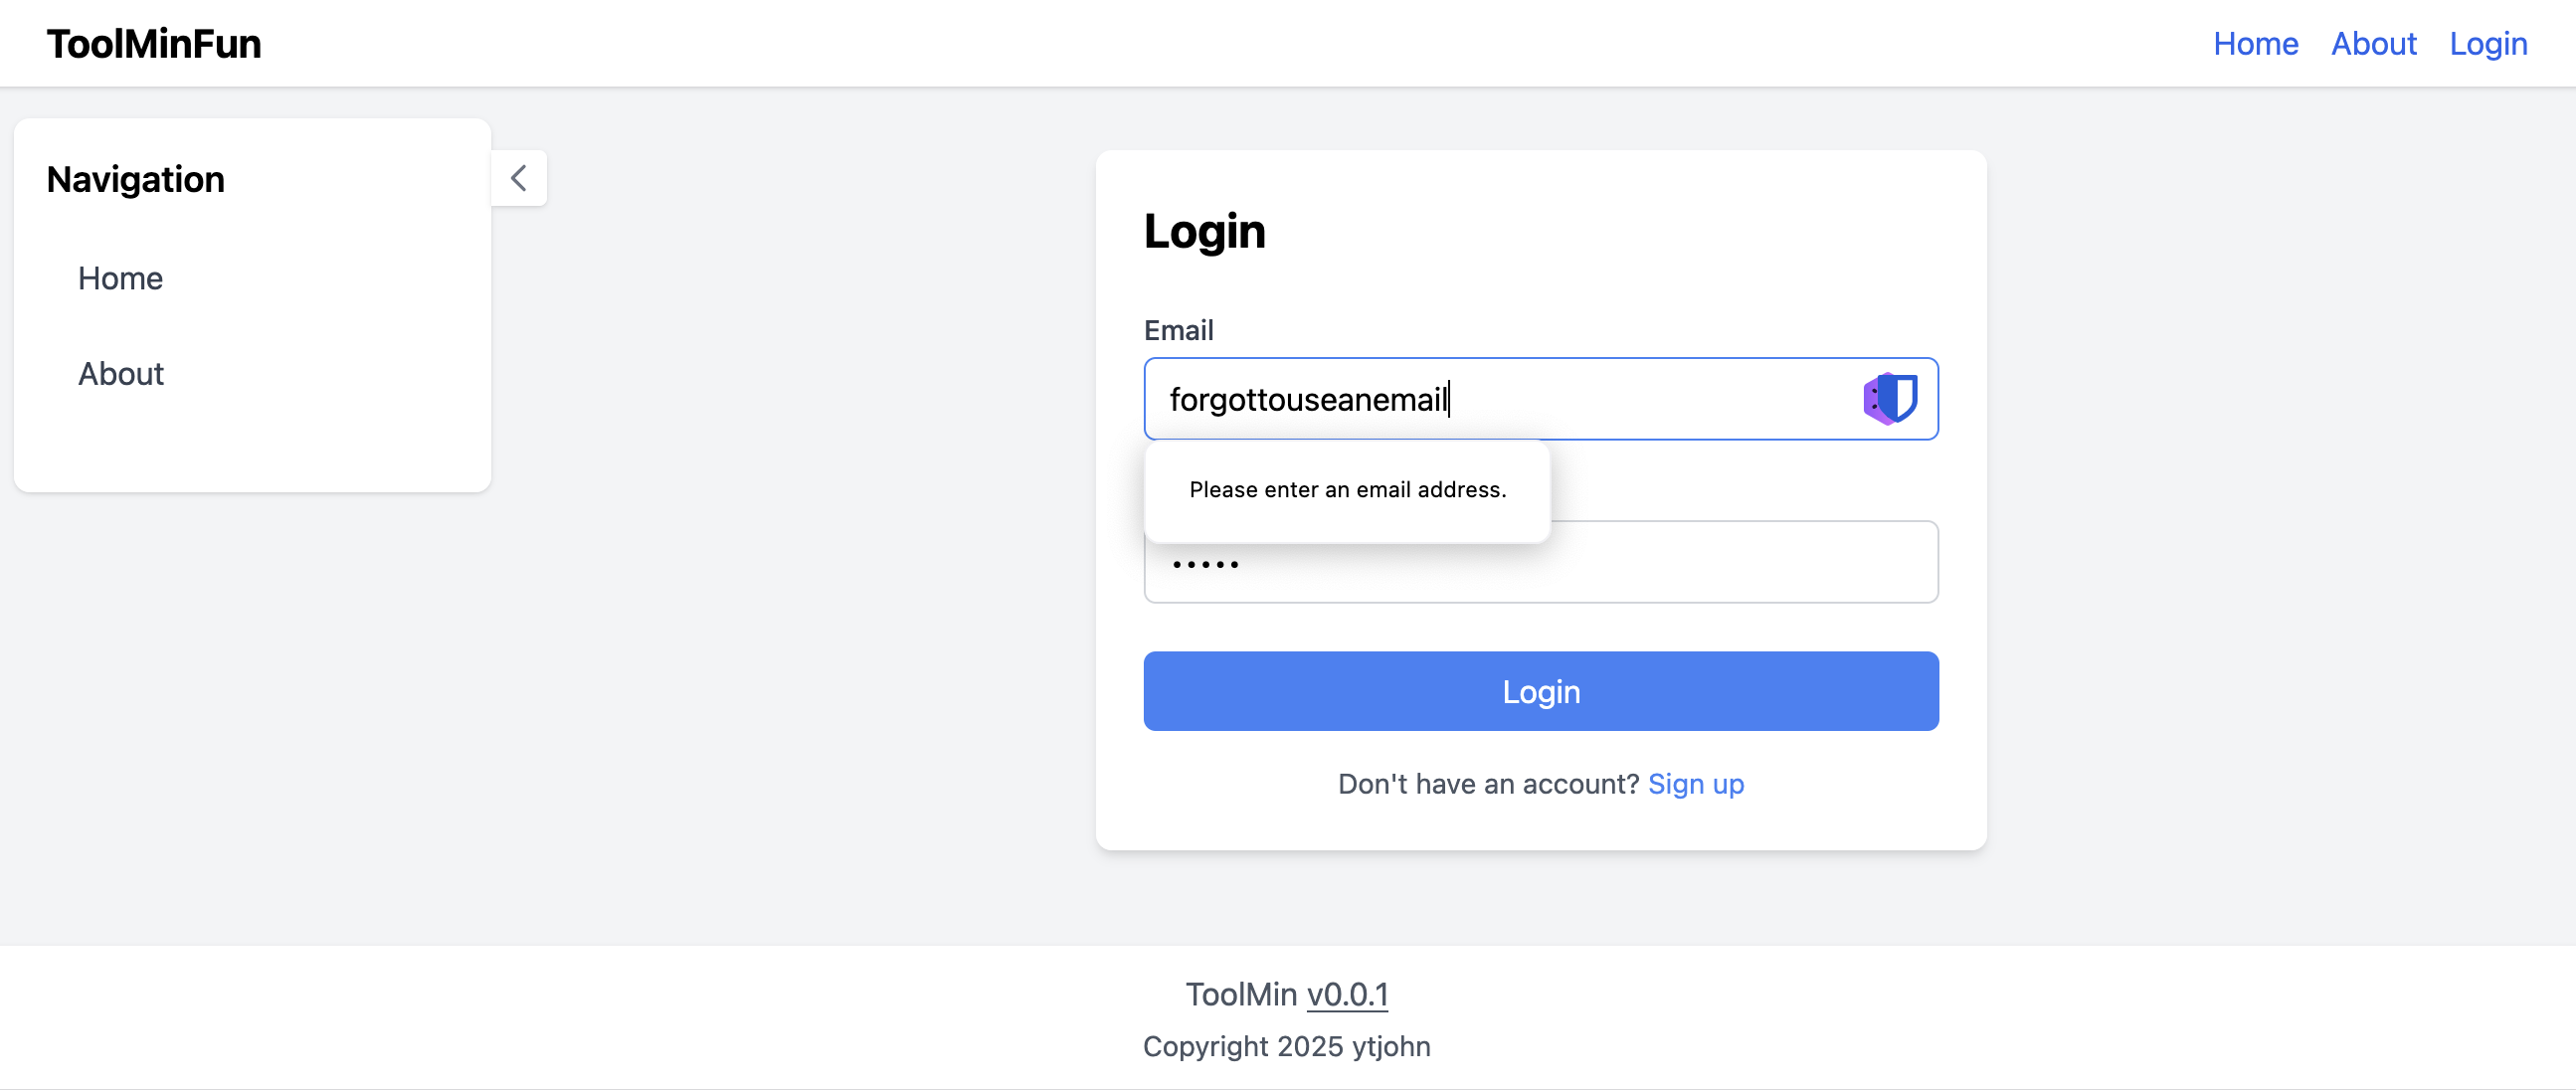 ToolMinFun
Home About Login
Navigation
Home
About
Login
Email
forgottouseanemail
Please enter an email address.
•••••
Login
Don't have an account? Sign up
ToolMin v0.0.1
Copyright 2025 ytjohn